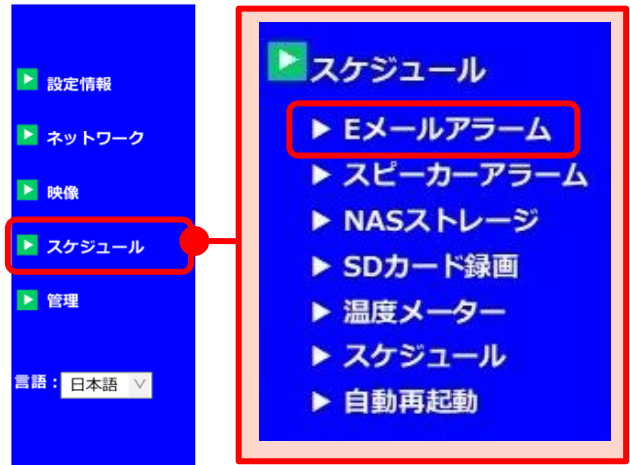 設定情報
ネットワーク
映像
スケジュール
管理
言語：日本語
スケジュール
Eメールアラーム
スピーカーアラーム
NASストレージ
SDカード録画
温度メーター
スケジュール
自動再起動